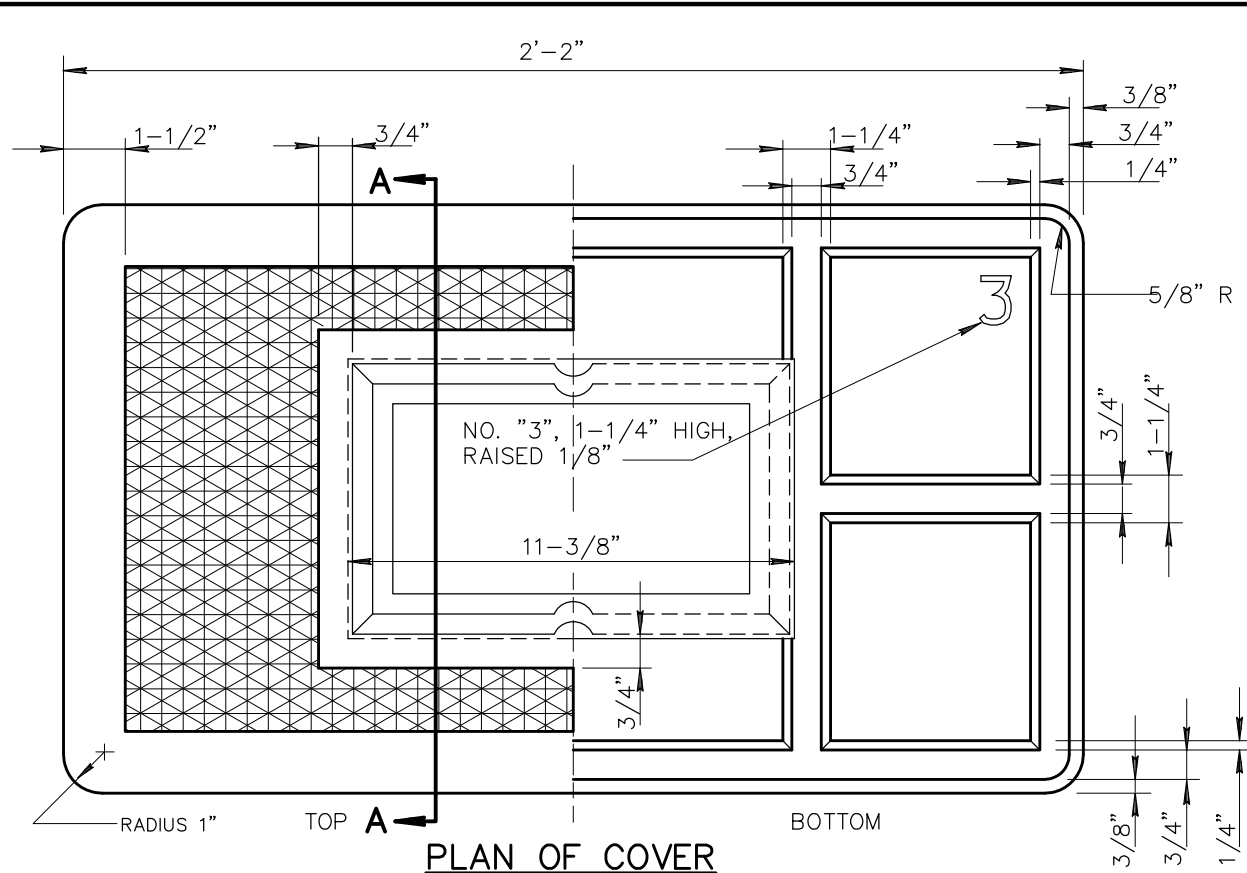 2'-2"
3/8"
1-1/2"
3/4"
1-1/4"
3/4"
A
3/4"
1/4"
3
5/8" R
NO. "3", 1-1/4" HIGH,
RAISED 1/8"
3/4"
1-1/4"
11-3/8"
3/4"
RADIUS 1"
TOP
A
BOTTOM
3/8"
3/4"
1/4"
PLAN OF COVER